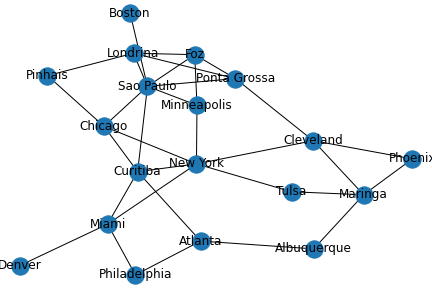 Boston
Londrina
Foz
Pinhais
Ponta Grossa
Sao Paulo
Minneapolis
Chicago
Cleveland
Phoenix
New York
Curitiba
Tulsa
Maringa
Miami
Atlanta
Albuquerque
Denver
Philadelphia